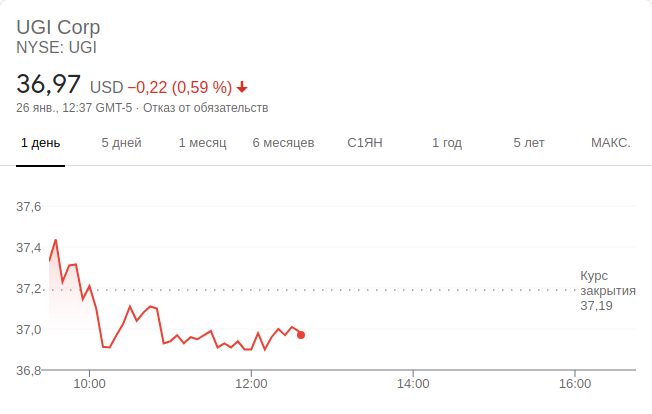 UGI Corp
NYSE: UGI
36,97 USD −0,22 (0,59 %)
26 янв., 12:37 GMT-5 · Отказ от обязательств
1 день 5 дней 1 месяц 6 месяцев С1ЯН 1 год 5 лет МАКС.
37,6
37,4
37,2
37,0
36,8
Курс
закрытия
37,19
10:00 12:00 14:00 16:00